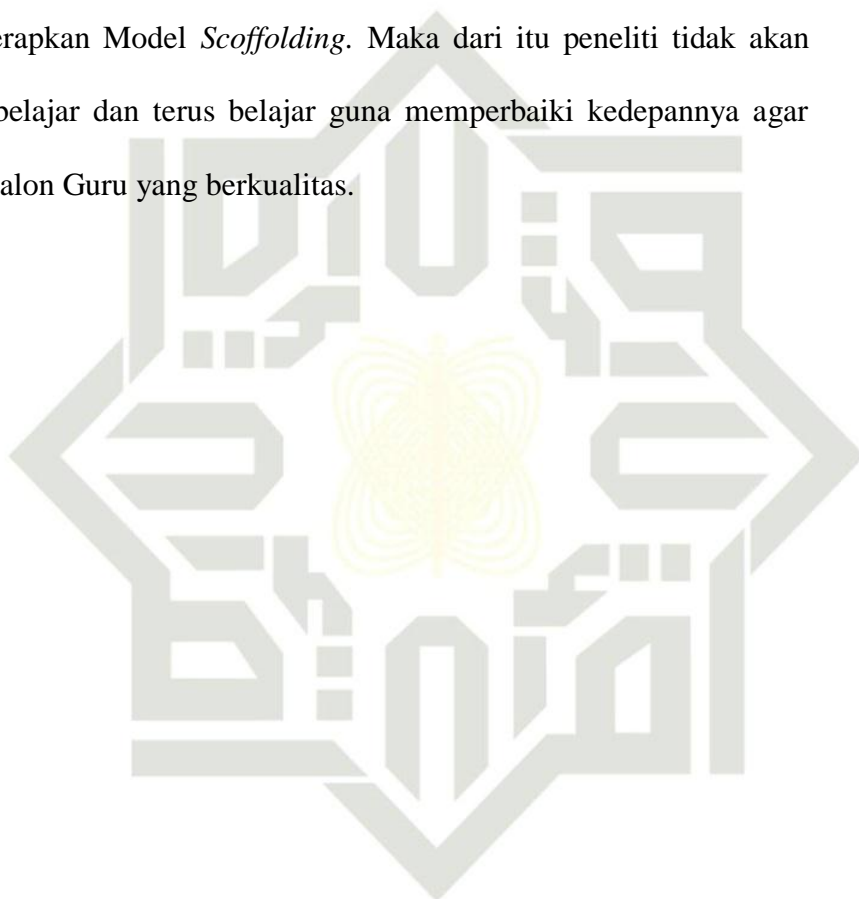 erapkan Model Scoffolding. Maka dari itu peneliti tidak akan
belajar dan terus belajar guna memperbaiki kedepannya agar
alon Guru yang berkualitas.